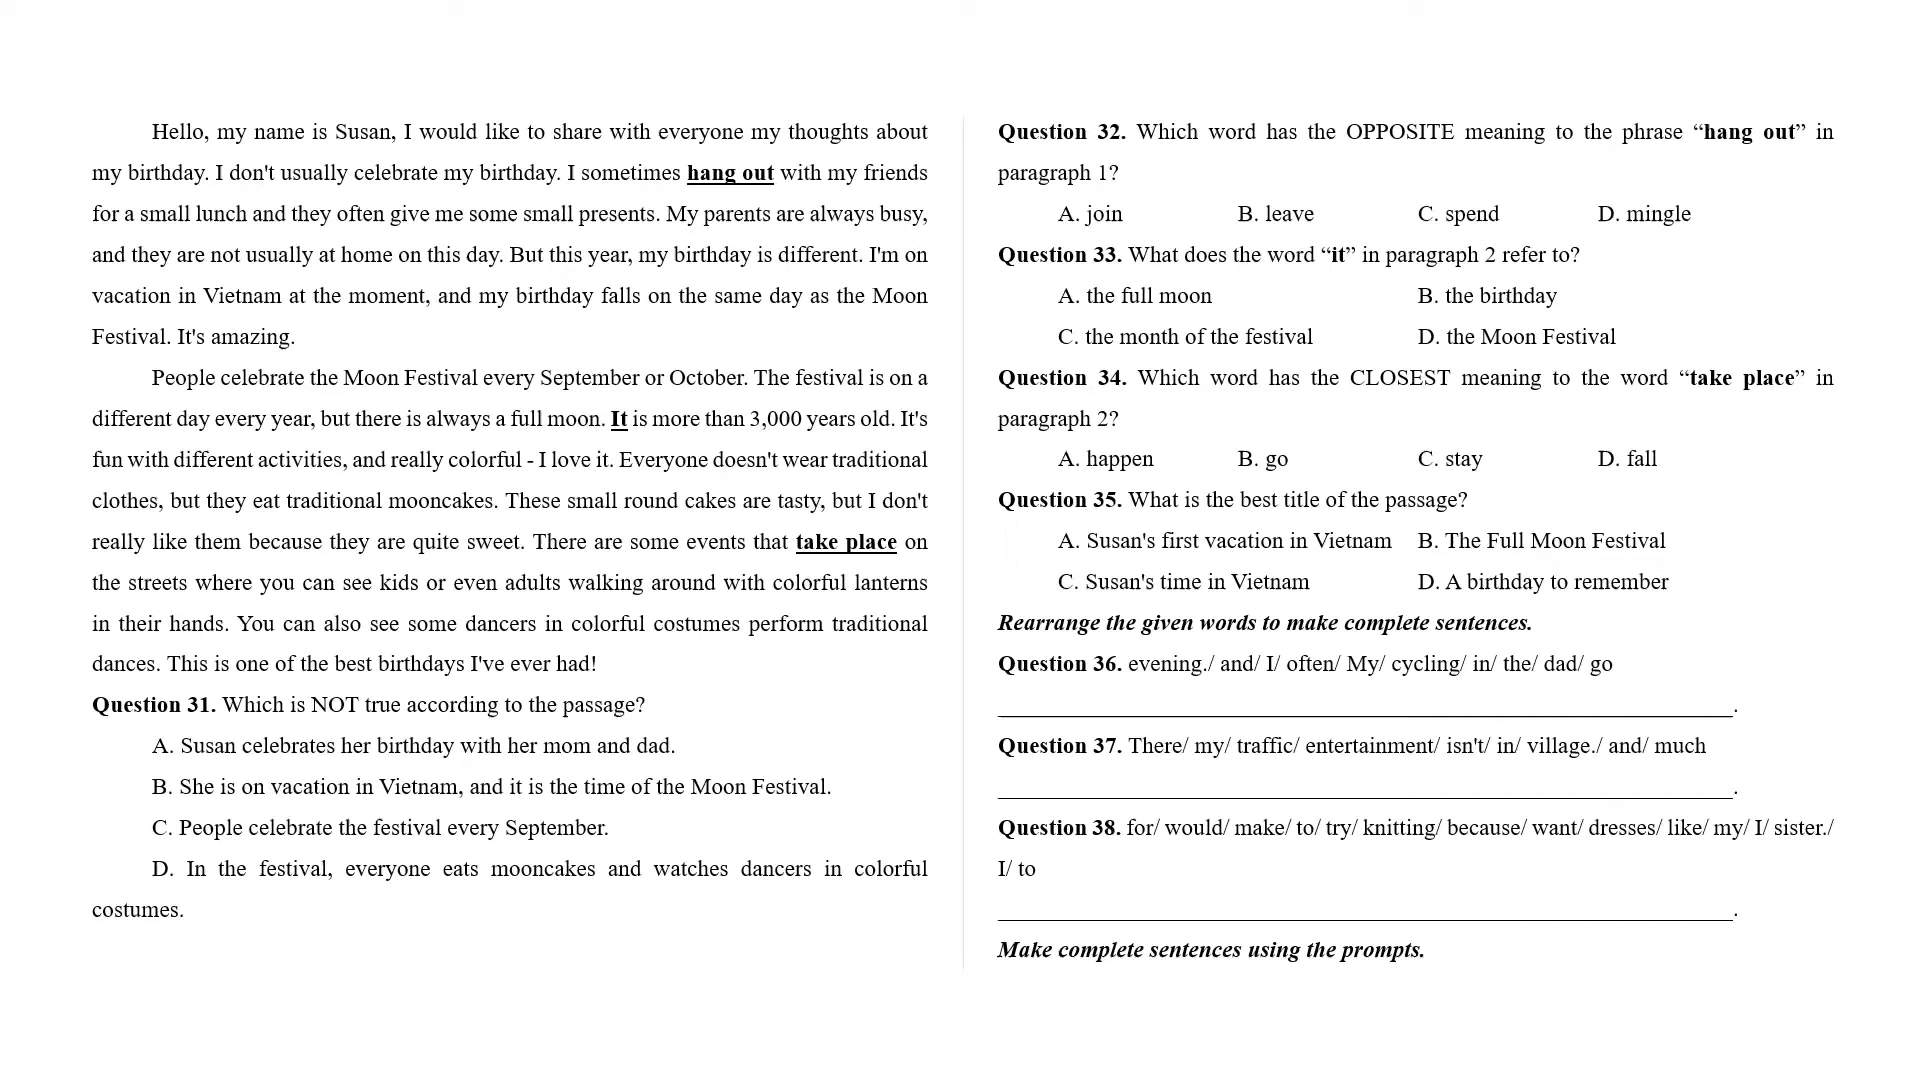 Hello, my name is Susan, I would like to share with everyone my thoughts about
my birthday. I don't usually celebrate my birthday. I sometimes hang out with my friends
for a small lunch and they often give me some small presents. My parents are always busy,
and they are not usually at home on this day. But this year, my birthday is different. I'm on
vacation in Vietnam at the moment, and my birthday falls on the same day as the Moon
Festival. It's amazing.
People celebrate the Moon Festival every September or October. The festival is on a
different day every year, but there is always a full moon. It is more than 3,000 years old. It's
fun with different activities, and really colorful - I love it. Everyone doesn't wear traditional
clothes, but they eat traditional mooncakes. These small round cakes are tasty, but I don't
really like them because they are quite sweet. There are some events that take place on
the streets where you can see kids or even adults walking around with colorful lanterns
in their hands. You can also see some dancers in colorful costumes perform traditional
dances. This is one of the best birthdays I've ever had!
Question 31. Which is NOT true according to the passage?
A. Susan celebrates her birthday with her mom and dad.
B. She is on vacation in Vietnam, and it is the time of the Moon Festival.
C. People celebrate the festival every September.
D. In the festival, everyone eats mooncakes and watches dancers in colorful
costumes.
Question 32. Which word has the OPPOSITE meaning to the phrase “hang out” in
paragraph 1?
A. join B. leave C. spend D. mingle
Question 33. What does the word “it” in paragraph 2 refer to?
A. the full moon B. the birthday
C. the month of the festival D. the Moon Festival
Question 34. Which word has the CLOSEST meaning to the word “take place” in
paragraph 2?
A. happen B. go C. stay D. fall
Question 35. What is the best title of the passage?
A. Susan's first vacation in Vietnam B. The Full Moon Festival
C. Susan's time in Vietnam D. A birthday to remember
Rearrange the given words to make complete sentences.
Question 36. evening./ and/ I/ often/ My/ cycling/ in/ the/ dad/ go
.
Question 37. There/ my/ traffic/ entertainment/ isn't/ in/ village./ and/ much
.
Question 38. for/ would/ make/ to/ try/ knitting/ because/ want/ dresses/ like/ my/ I/ sister./
I/ to
.
Make complete sentences using the prompts.